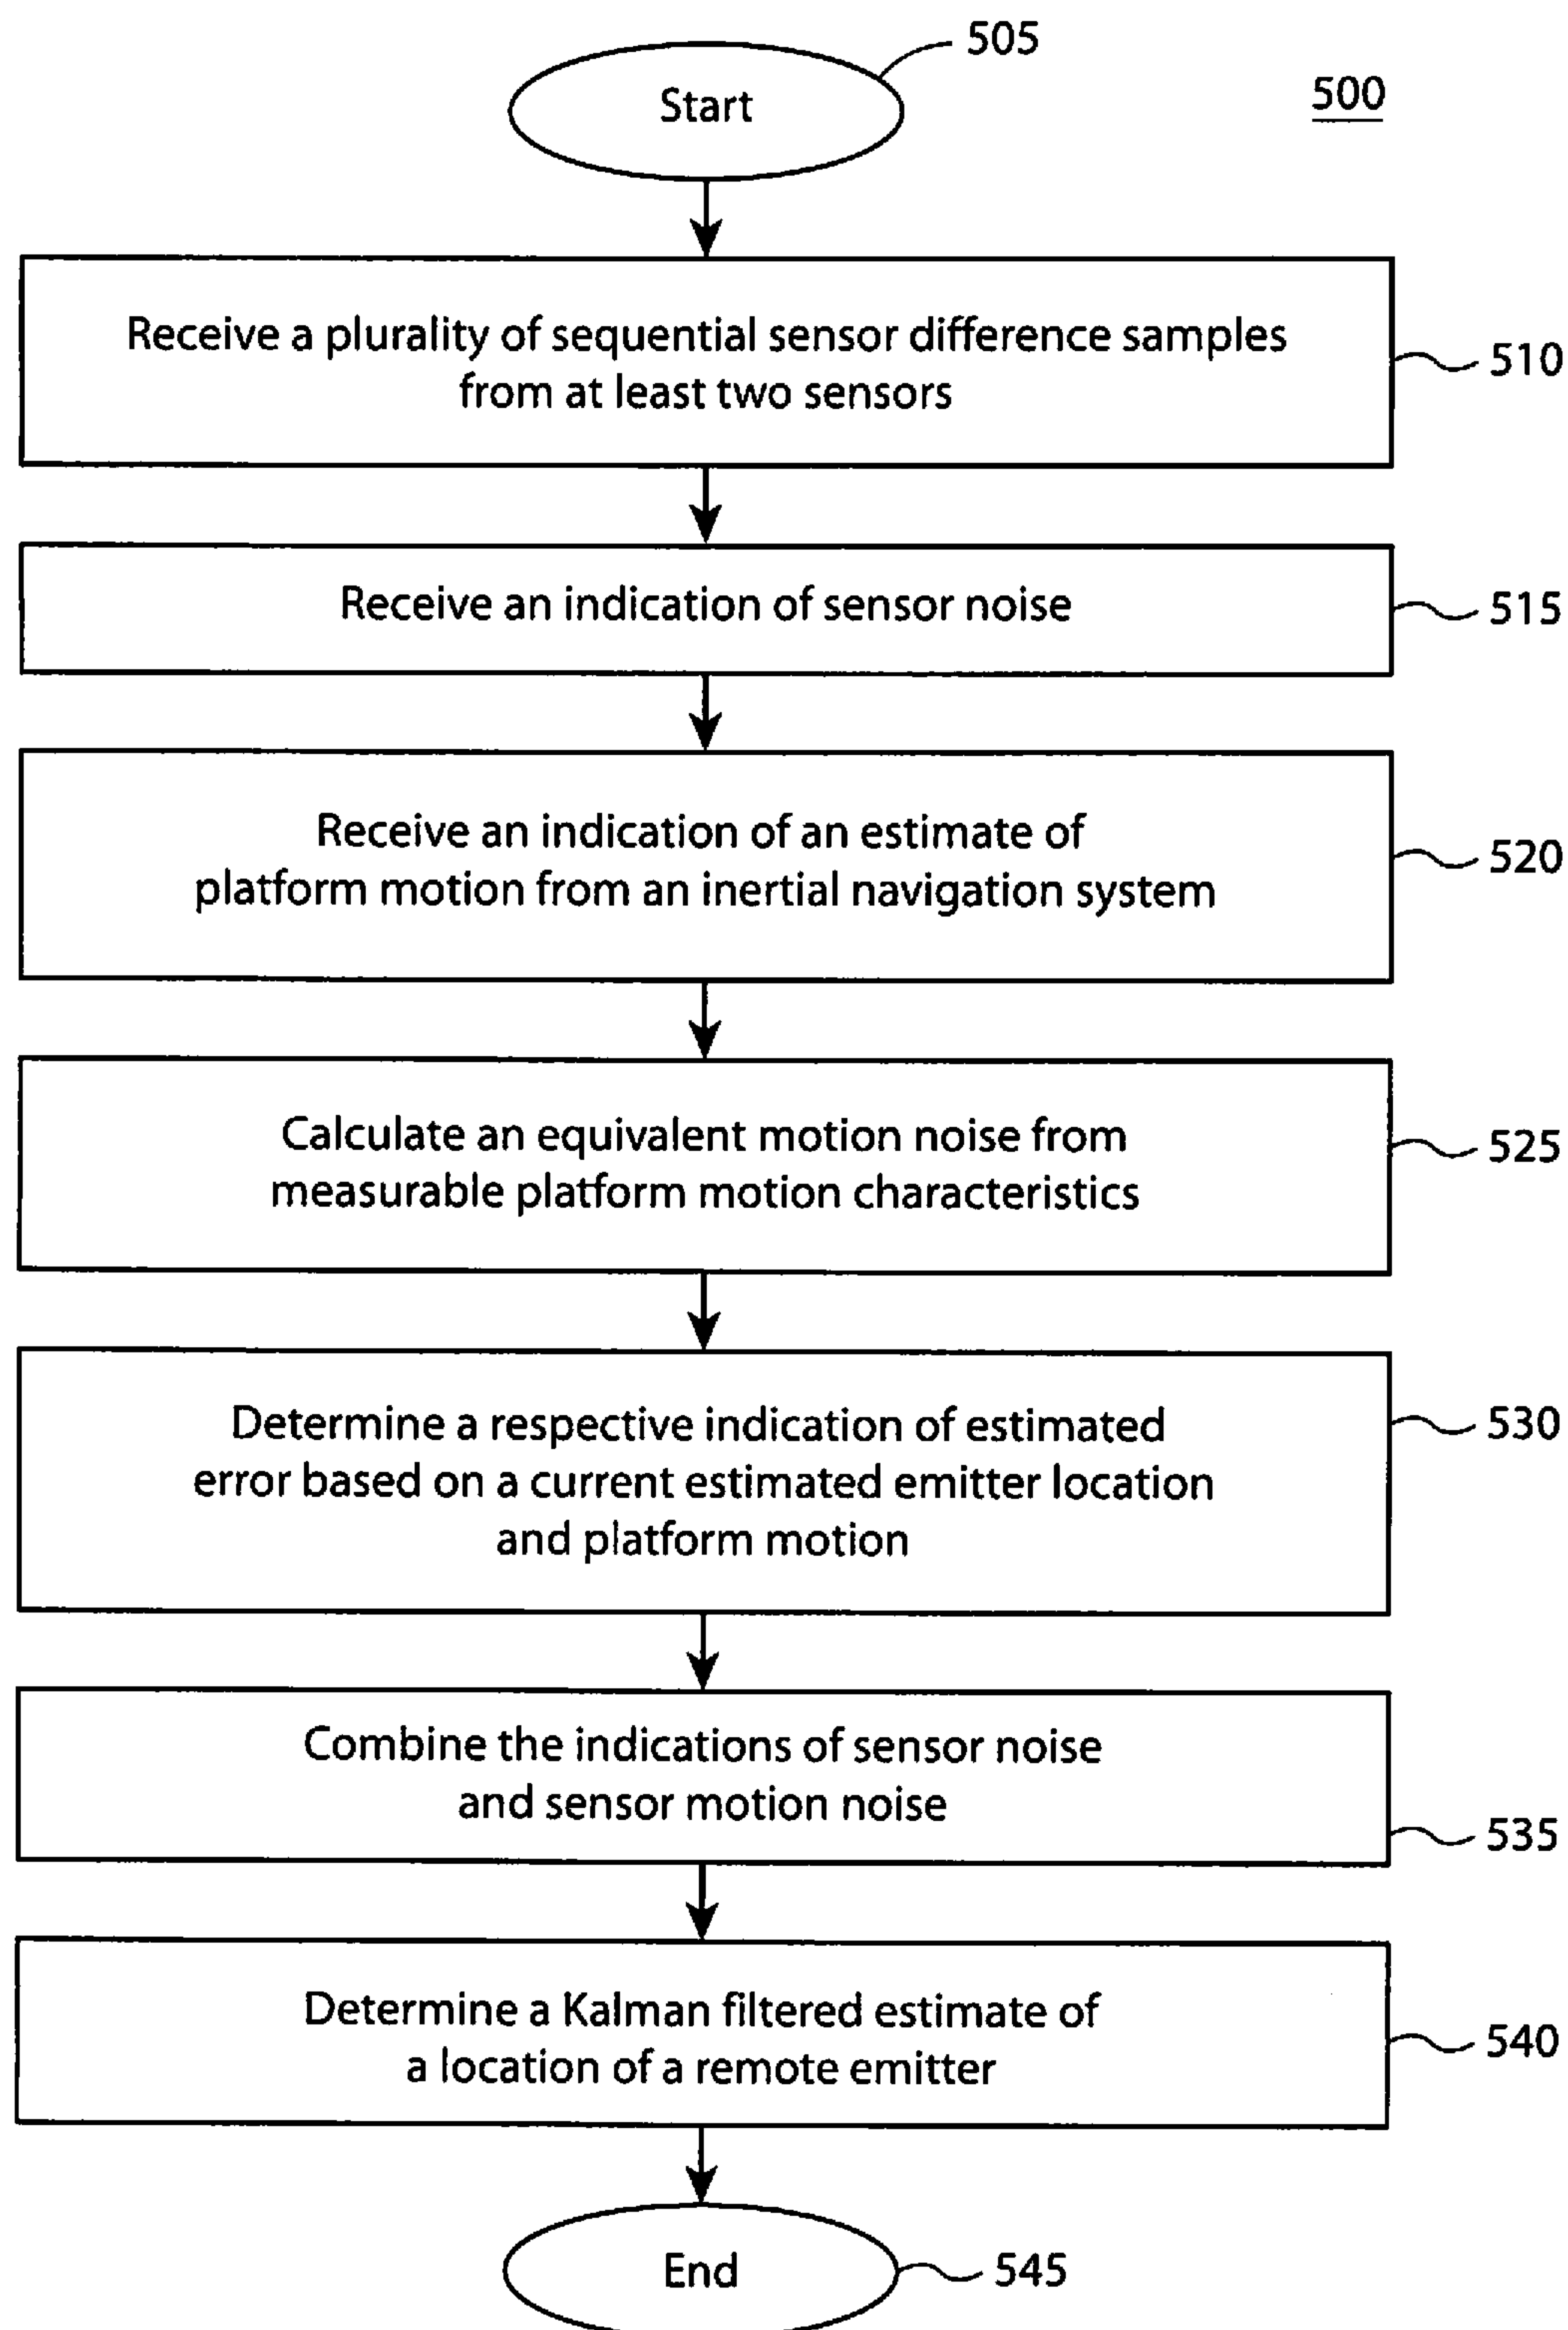 505
Start
500
Receive a plurality of sequential sensor difference samples
from at least two sensors
510
Receive an indication of sensor noise
515
Receive an indication of an estimate of
platform motion from an inertial navigation system
520
Calculate an equivalent motion noise from
measurable platform motion characteristics
525
Determine a respective indication of estimated
error based on a current estimated emitter location
and platform motion
530
Combine the indications of sensor noise
and sensor motion noise
535
Determine a Kalman filtered estimate of
a location of a remote emitter
540
End
545